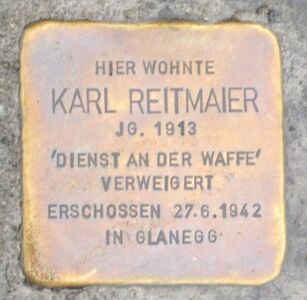 HIER WOHNTE
KARL REITMAIER
JG. 1913
'DIENST AN DER WAFFE'
VERWEIGERT
ERSCHOSSEN 27.6.1942
IN GLANEGG